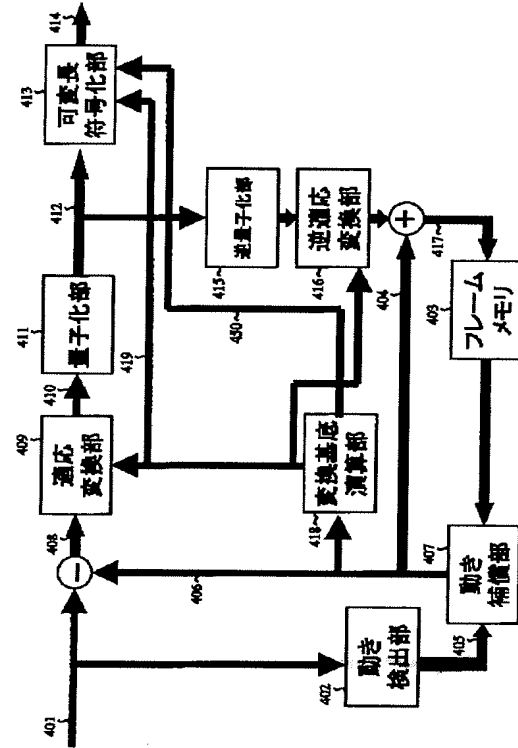 401
408
409
適応
変換部
410
411
量子化部
412
413
可変長
符号化部
414
419
415
逆量子化部
416
逆適応
変換部
450
418
変換基底
演算部
406
404
417
403
フレーム
メモリ
407
動き
補償部
405
402
動き
検出部